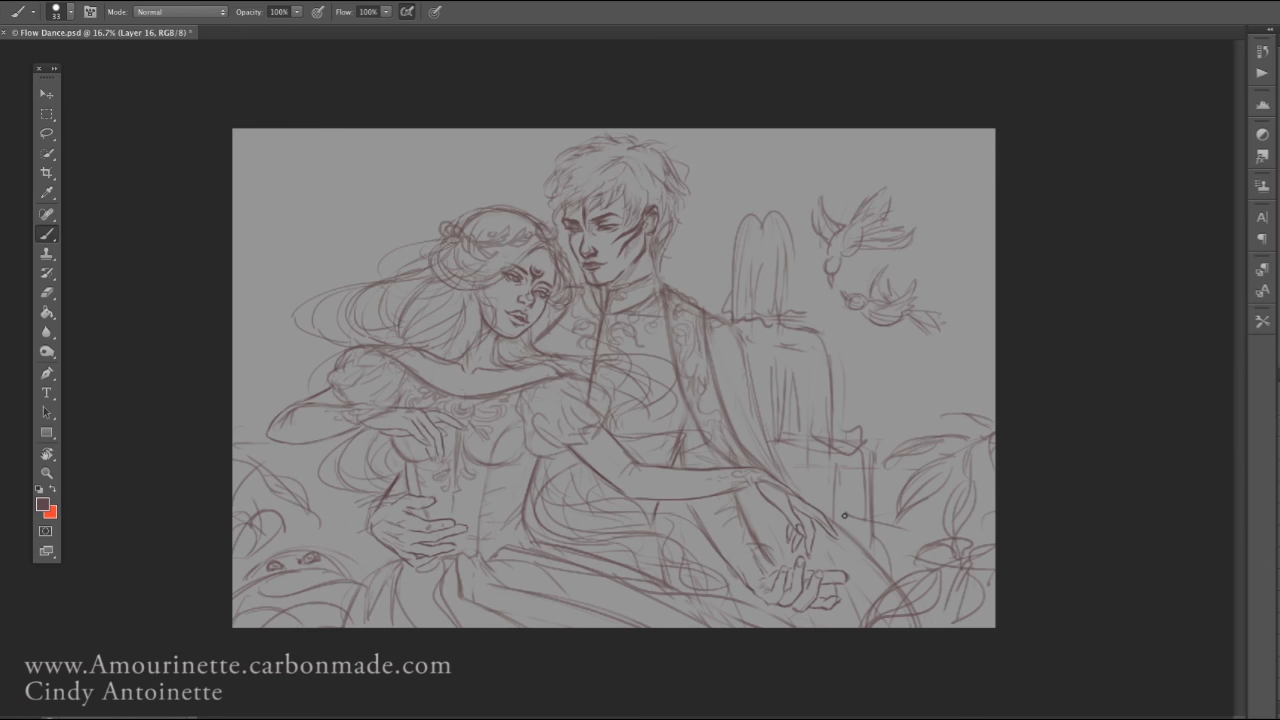 33
Mode: Normal
Opacity: 100%
Flow: 100%
© Flow Dance.psd @ 16.7% (Layer 16, RGB/8) *
T
A|
www.Amourinette.carbonmade.com
Cindy Antoinette